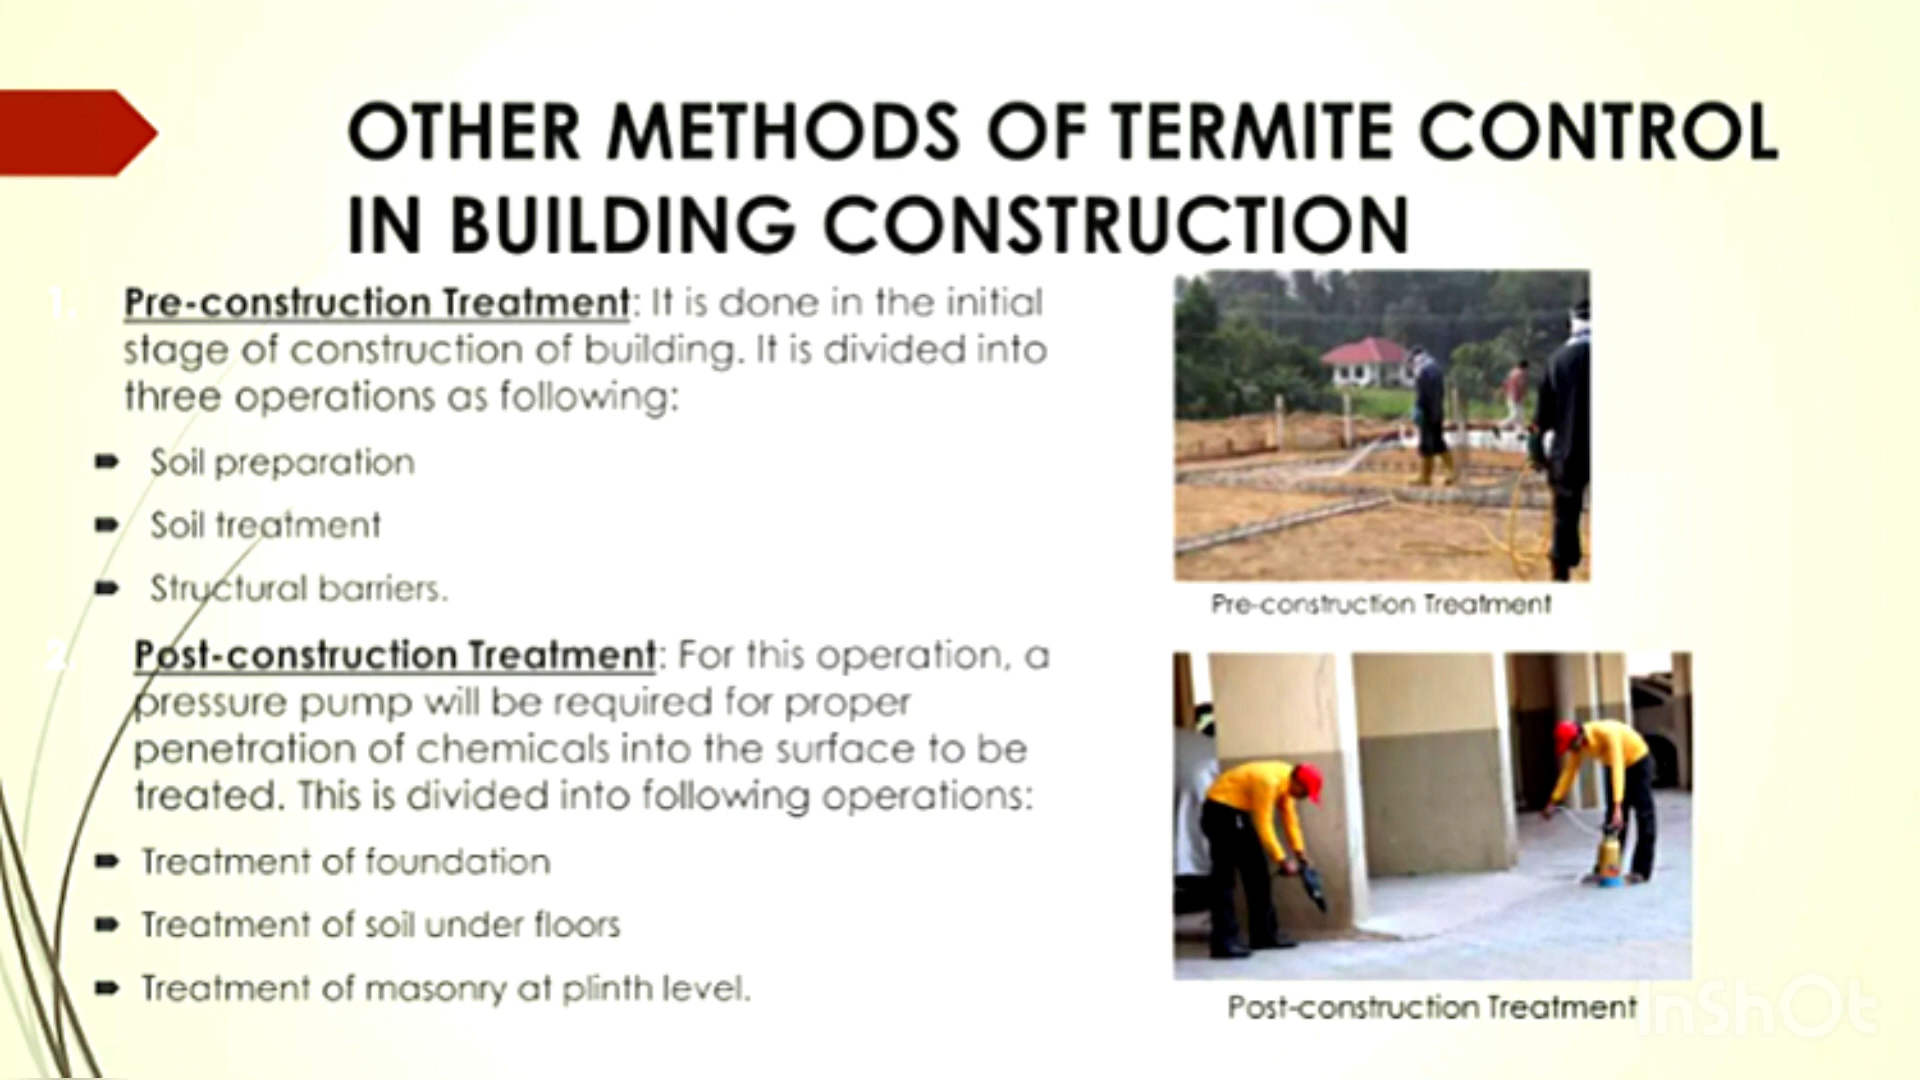 OTHER METHODS OF TERMITE CONTROL
IN BUILDING CONSTRUCTION
1. Pre-construction Treatment: It is done in the initial
stage of construction of building. It is divided into
three operations as following:
Soil preparation
Soil treatment
Structural barriers.
2. Post-construction Treatment: For this operation, a
pressure pump will be required for proper
penetration of chemicals into the surface to be
treated. This is divided into following operations:
Treatment of foundation
Treatment of soil under floors
Treatment of masonry at plinth level.
Pre-construction Treatment
Post-construction Treatment
InShOt